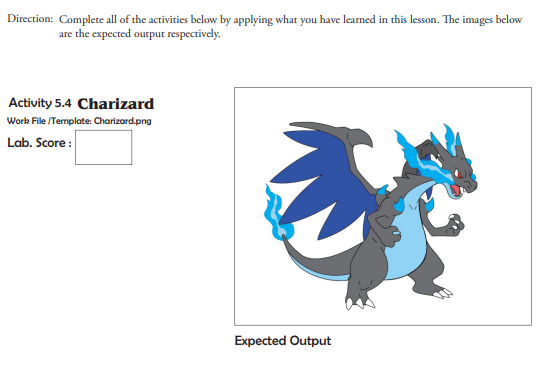 Direction: Complete all of the activities below by applying what you have learned in this lesson. The images below
are the expected output respectively.
Activity 5.4 Charizard
Work File /Template: Charizard.png
Lab. Score :
Expected Output